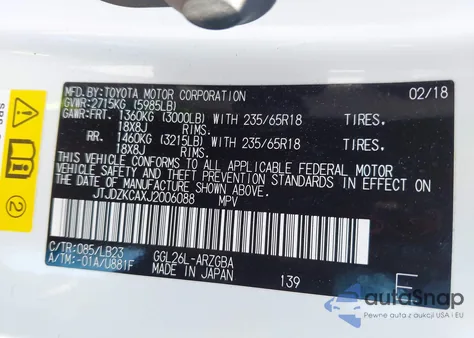 MFD.BY:TOYOTA MOTOR CORPORATION 02/18
GVWR:2715KG (5985LB)
GAWR:FRT. 1360KG (3000LB) WITH 235/65R18 TIRES.
18X8J RIMS.
RR. 1460KG (3215LB) WITH 235/65R18 TIRES.
18X8J RIMS.
THIS VEHICLE CONFORMS TO ALL APPLICABLE FEDERAL MOTOR
VEHICLE SAFETY AND THEFT PREVENTION STANDARDS IN EFFECT ON
THE DATE OF MANUFACTURE SHOWN ABOVE.
JTJDZKCAXJ2006088 MPV
C/TR:085/LB23 GGL26L-ARZGBA
A/TM:-01A/U881F MADE IN JAPAN 139 E
2
autoSnap
Pewne auta z aukcji USA i EU